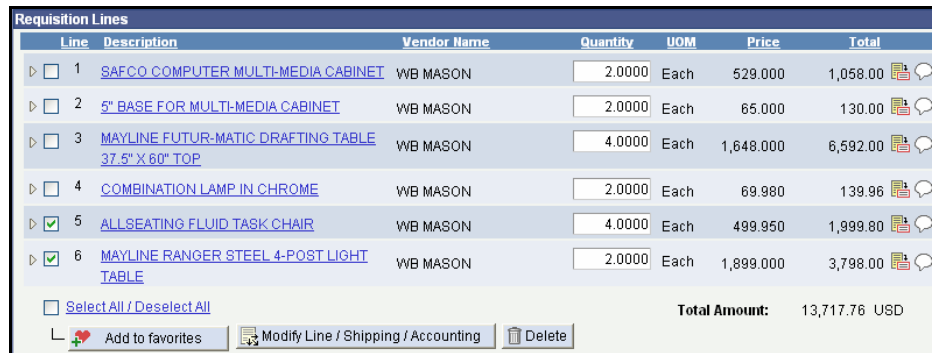 Requisition Lines
Line Description Vendor Name Quantity UOM Price Total
1 SAFCO COMPUTER MULTI-MEDIA CABINET WB MASON 2.0000 Each 529.000 1,058.00
2 5" BASE FOR MULTI-MEDIA CABINET WB MASON 2.0000 Each 65.000 130.00
3 MAYLINE FUTUR-MATIC DRAFTING TABLE WB MASON 4.0000 Each 1,648.000 6,592.00
37.5" X 60" TOP
4 COMBINATION LAMP IN CHROME WB MASON 2.0000 Each 69.980 139.96
5 ALLSEATING FLUID TASK CHAIR WB MASON 4.0000 Each 499.950 1,999.80
6 MAYLINE RANGER STEEL 4-POST LIGHT WB MASON 2.0000 Each 1,899.000 3,798.00
TABLE
Select All / Deselect All Total Amount: 13,717.76 USD
Add to favorites Modify Line / Shipping / Accounting Delete